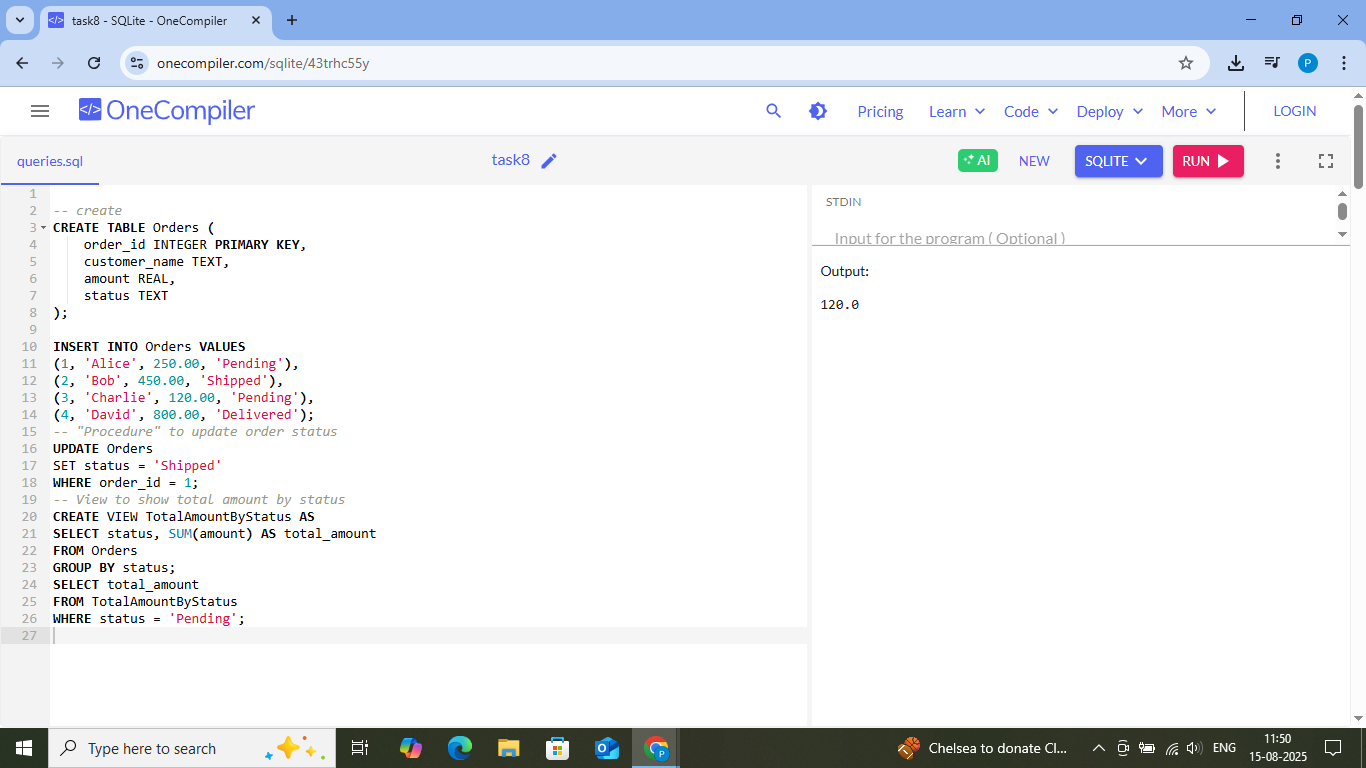 task8 - SQLite - OneCompiler
onecompiler.com/sqlite/43trhc55y
P
</> OneCompiler
Pricing
Learn
Code
Deploy
More
LOGIN
queries.sql
task8
AI
NEW
SQLITE
RUN
1
2 -- create
3 CREATE TABLE Orders (
4     order_id INTEGER PRIMARY KEY,
5     customer_name TEXT,
6     amount REAL,
7     status TEXT
8 );
9
10 INSERT INTO Orders VALUES
11 (1, 'Alice', 250.00, 'Pending'),
12 (2, 'Bob', 450.00, 'Shipped'),
13 (3, 'Charlie', 120.00, 'Pending'),
14 (4, 'David', 800.00, 'Delivered');
15 -- "Procedure" to update order status
16 UPDATE Orders
17 SET status = 'Shipped'
18 WHERE order_id = 1;
19 -- View to show total amount by status
20 CREATE VIEW TotalAmountByStatus AS
21 SELECT status, SUM(amount) AS total_amount
22 FROM Orders
23 GROUP BY status;
24 SELECT total_amount
25 FROM TotalAmountByStatus
26 WHERE status = 'Pending';
27
STDIN
Input for the program ( Optional )
Output:
120.0
Type here to search
Chelsea to donate Cl...
ENG
11:50
15-08-2025